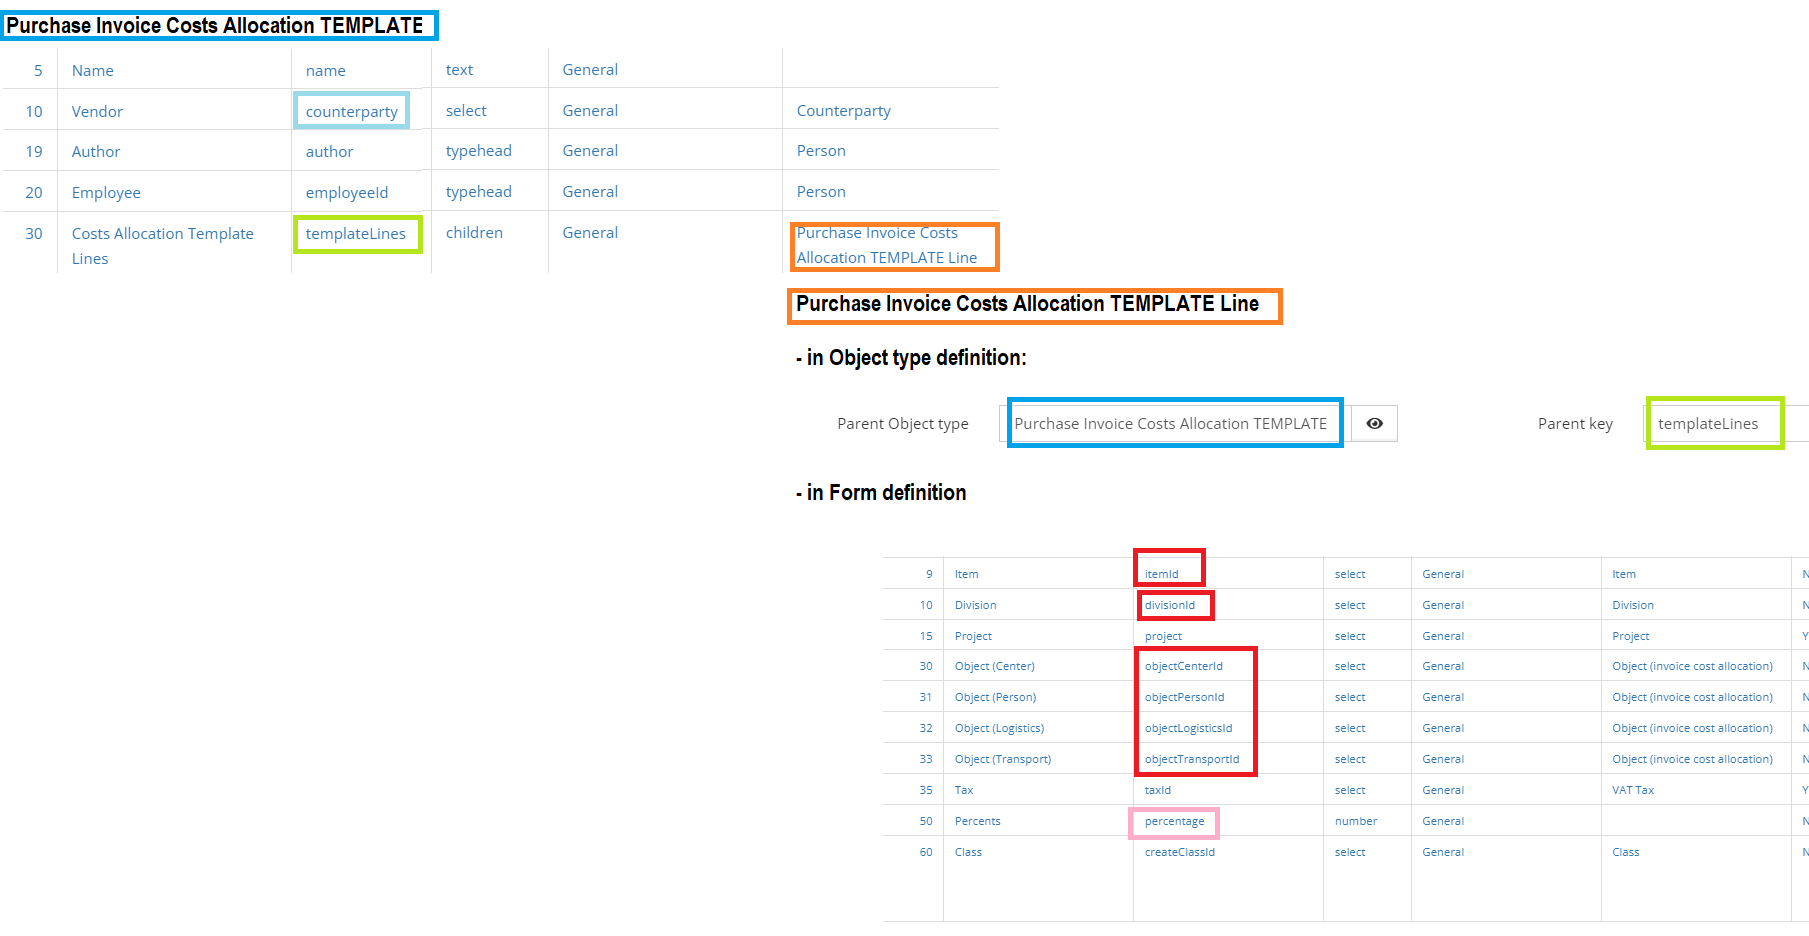 Purchase Invoice Costs Allocation TEMPLATE
5 Name name text General
10 Vendor counterparty select General Counterparty
19 Author author typehead General Person
20 Employee employeeId typehead General Person
30 Costs Allocation Template templateLines children General Purchase Invoice Costs
Lines Allocation TEMPLATE Line
Purchase Invoice Costs Allocation TEMPLATE Line
- in Object type definition:
Parent Object type Purchase Invoice Costs Allocation TEMPLATE Parent key templateLines
- in Form definition
9 Item itemId select General Item N
10 Division divisionId select General Division N
15 Project project select General Project Y
30 Object (Center) objectCenterId select General Object (invoice cost allocation) N
31 Object (Person) objectPersonId select General Object (invoice cost allocation) N
32 Object (Logistics) objectLogisticsId select General Object (invoice cost allocation) N
33 Object (Transport) objectTransportId select General Object (invoice cost allocation) N
35 Tax taxId select General VAT Tax Y
50 Percents percentage number General N
60 Class createClassId select General Class N